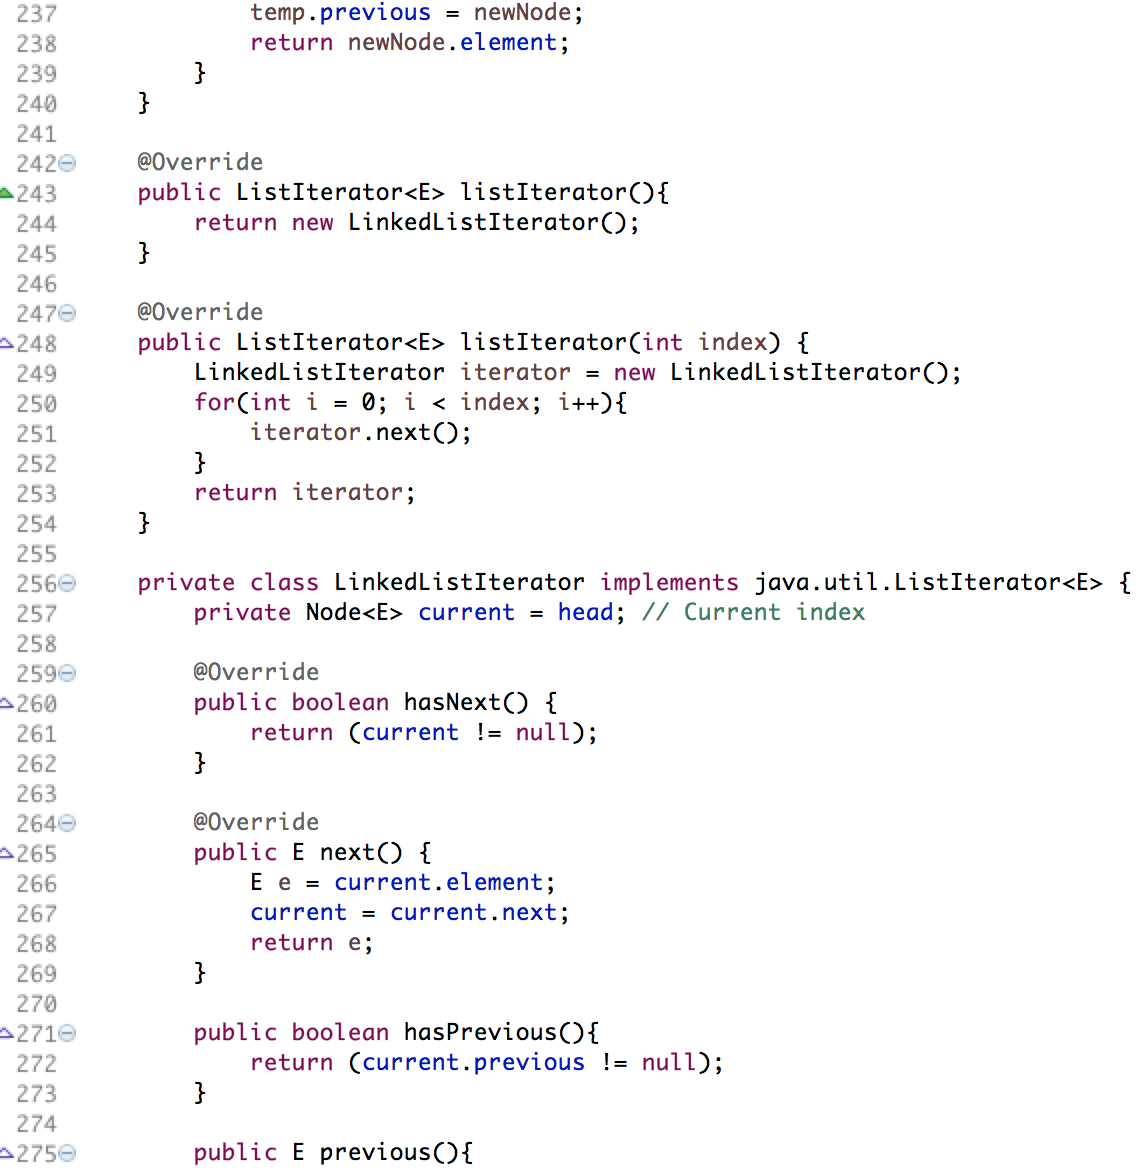 237 temp.previous = newNode;
238 return newNode.element;
239 }
240 }
241
242 @Override
243 public ListIterator<E> listIterator(){
244 return new LinkedListIterator();
245 }
246
247 @Override
248 public ListIterator<E> listIterator(int index) {
249 LinkedListIterator iterator = new LinkedListIterator();
250 for(int i = 0; i < index; i++){
251 iterator.next();
252 }
253 return iterator;
254 }
255
256 private class LinkedListIterator implements java.util.ListIterator<E> {
257 private Node<E> current = head; // Current index
258
259 @Override
260 public boolean hasNext() {
261 return (current != null);
262 }
263
264 @Override
265 public E next() {
266 E e = current.element;
267 current = current.next;
268 return e;
269 }
270
271 public boolean hasPrevious(){
272 return (current.previous != null);
273 }
274
275 public E previous(){